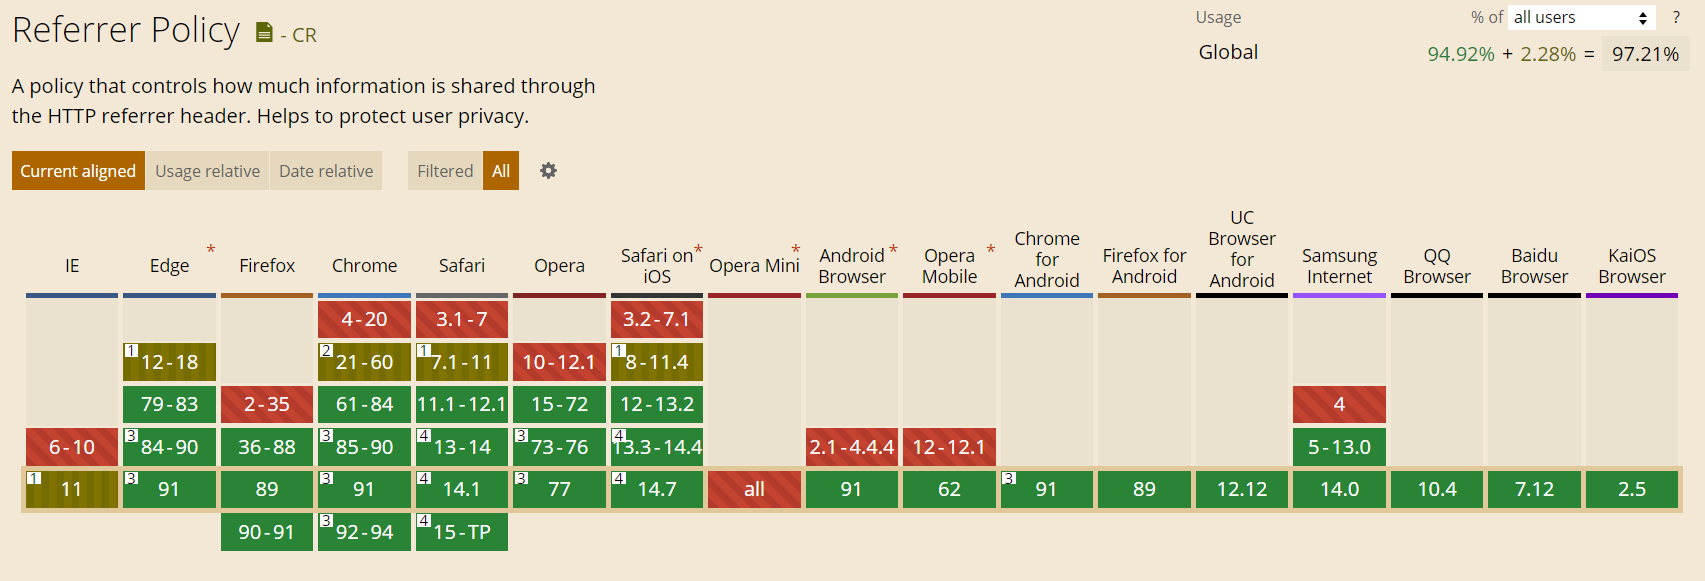 Referrer Policy - CR
Usage % of all users ?
Global 94.92% + 2.28% = 97.21%
A policy that controls how much information is shared through
the HTTP referrer header. Helps to protect user privacy.
Current aligned Usage relative Date relative Filtered All
IE Edge * Firefox Chrome Safari Opera Safari on iOS * Opera Mini * Android Browser * Opera Mobile * Chrome for Android Firefox for Android UC Browser for Android Samsung Internet QQ Browser Baidu Browser KaiOS Browser
4-20 3.1-7 3.2-7.1
1 12-18 2 21-60 1 7.1-11 10-12.1 1 8-11.4
79-83 2-35 61-84 11.1-12.1 15-72 12-13.2 4
6-10 3 84-90 36-88 3 85-90 4 13-14 3 73-76 4 13.3-14.4 2.1-4.4.4 12-12.1 5-13.0
1 11 3 91 89 3 91 4 14.1 3 77 4 14.7 all 91 62 3 91 89 12.12 14.0 10.4 7.12 2.5
90-91 3 92-94 4 15-TP